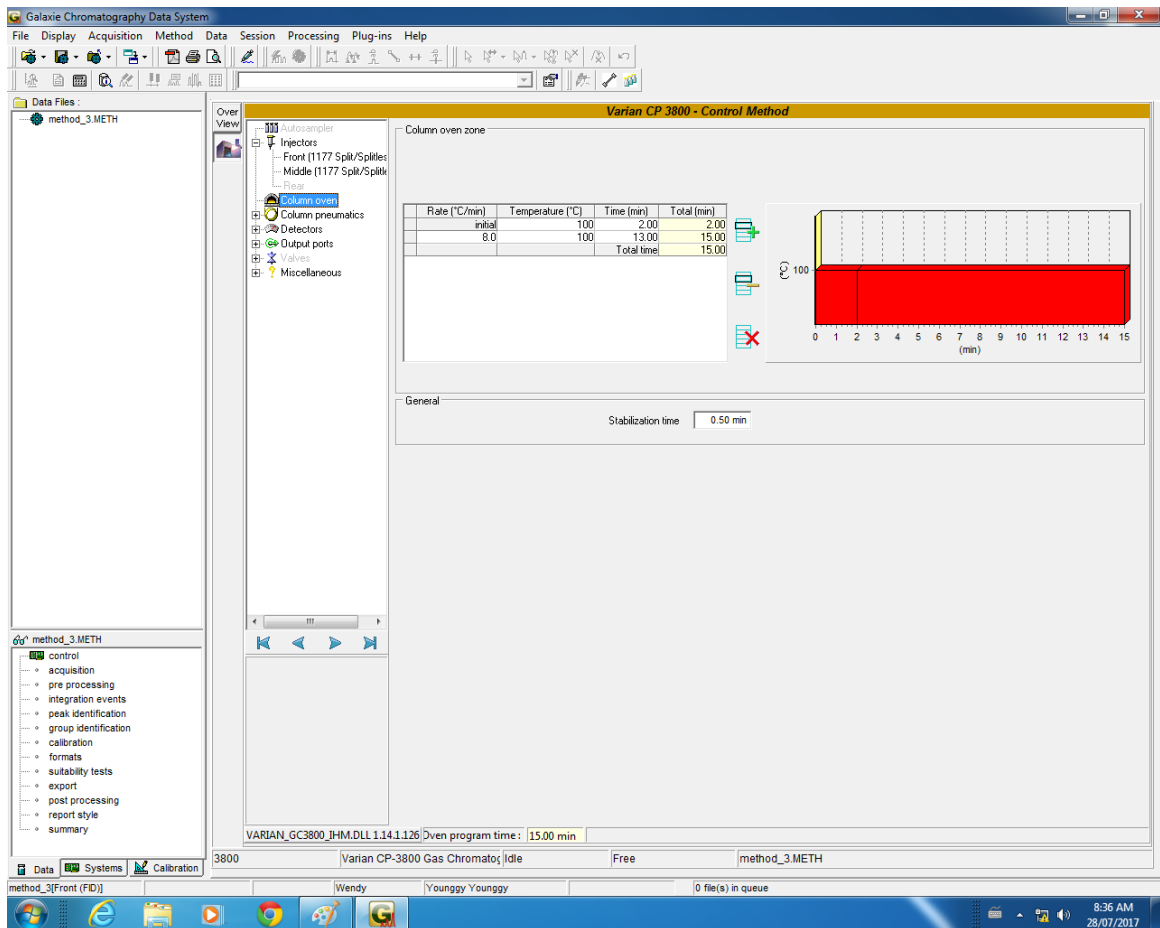 Galaxie Chromatography Data System
File Display Acquisition Method Data Session Processing Plug-ins Help
Data Files :
method_3.METH
Over
View
Varian CP 3800 - Control Method
Autosampler
Injectors
Front (1177 Split/Splitles
Middle (1177 Split/Splitle
Rear
Column oven
Column pneumatics
Detectors
Output ports
Valves
Miscellaneous
Column oven zone
Rate (°C/min) Temperature (°C) Time (min) Total (min)
initial 100 2.00 2.00
8.0 100 13.00 15.00
Total time 15.00
(°C)
100
0 1 2 3 4 5 6 7 8 9 10 11 12 13 14 15
(min)
General
Stabilization time 0.50 min
method_3.METH
control
acquisition
pre processing
integration events
peak identification
group identification
calibration
formats
suitability tests
export
post processing
report style
summary
VARIAN_GC3800_IHM.DLL 1.14.1.126 Oven program time : 15.00 min
Data Systems Calibration
3800 Varian CP-3800 Gas Chromatog Idle Free method_3.METH
method_3[Front (FID)] Wendy Younggy Younggy 0 file(s) in queue
8:36 AM
28/07/2017